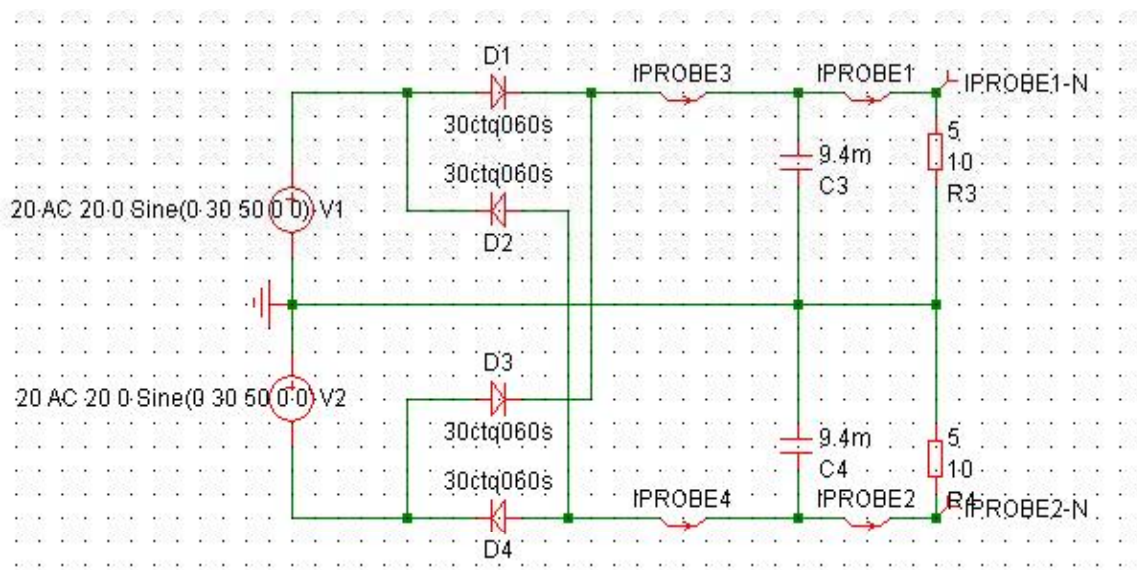 D1
IPROBE3
IPROBE1
IPROBE1-N
30ctq060s
5
9.4m
10
30ctq060s
C3
R3
20 AC 20 0 Sine(0 30 50 0 0) V1
D2
D3
20 AC 20 0 Sine(0 30 50 0 0) V2
30ctq060s
9.4m
5
C4
10
30ctq060s
IPROBE4
IPROBE2
R4
IPROBE2-N
D4